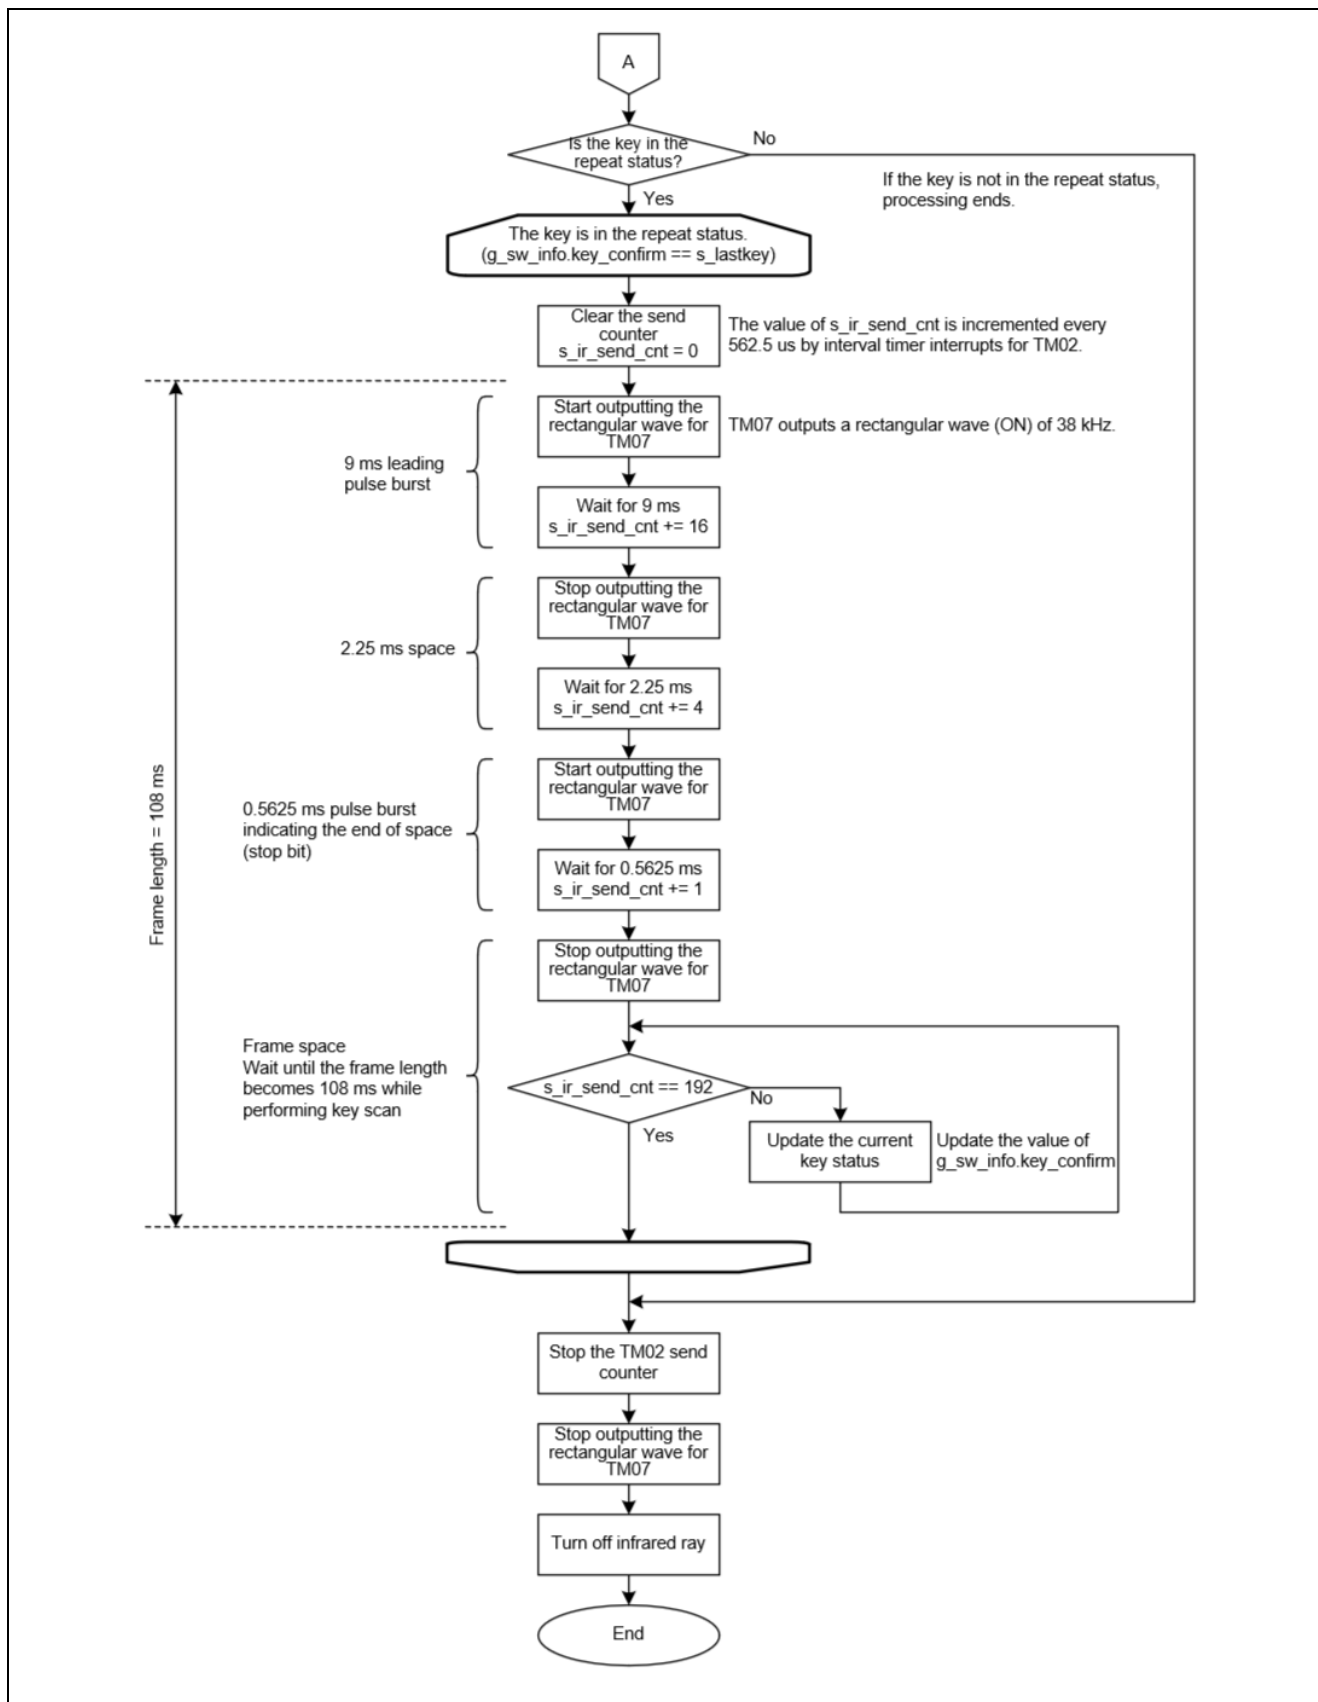 A
Is the key in the
repeat status?
No
If the key is not in the repeat status,
processing ends.
Yes
The key is in the repeat status.
(g_sw_info.key_confirm == s_lastkey)
Clear the send
counter
s_ir_send_cnt = 0
The value of s_ir_send_cnt is incremented every
562.5 us by interval timer interrupts for TM02.
Start outputting the
rectangular wave for
TM07
TM07 outputs a rectangular wave (ON) of 38 kHz.
9 ms leading
pulse burst
Wait for 9 ms
s_ir_send_cnt += 16
Stop outputting the
rectangular wave for
TM07
2.25 ms space
Wait for 2.25 ms
s_ir_send_cnt += 4
Frame length = 108 ms
Start outputting the
rectangular wave for
TM07
0.5625 ms pulse burst
indicating the end of space
(stop bit)
Wait for 0.5625 ms
s_ir_send_cnt += 1
Stop outputting the
rectangular wave for
TM07
Frame space
Wait until the frame length
becomes 108 ms while
performing key scan
s_ir_send_cnt == 192
No
Yes
Update the current
key status
Update the value of
g_sw_info.key_confirm
Stop the TM02 send
counter
Stop outputting the
rectangular wave for
TM07
Turn off infrared ray
End